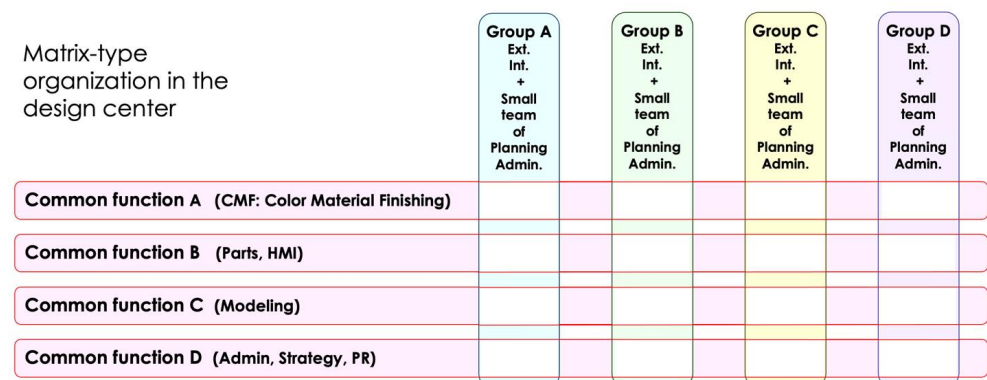 Matrix-type
organization in the
design center
Group A
Ext.
Int.
+
Small
team
of
Planning
Admin.
Group B
Ext.
Int.
+
Small
team
of
Planning
Admin.
Group C
Ext.
Int.
+
Small
team
of
Planning
Admin.
Group D
Ext.
Int.
+
Small
team
of
Planning
Admin.
Common function A (CMF: Color Material Finishing)
Common function B (Parts, HMI)
Common function C (Modeling)
Common function D (Admin, Strategy, PR)